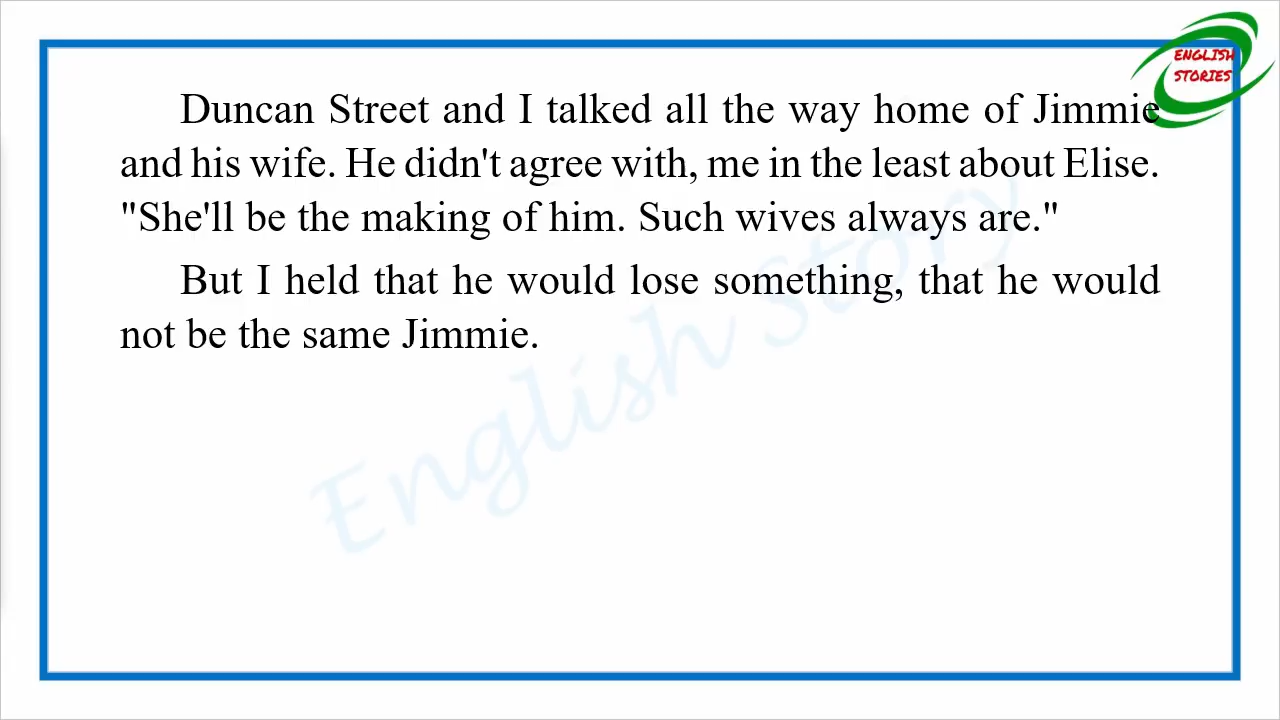 ENGLISH
STORIES
Duncan Street and I talked all the way home of Jimmie
and his wife. He didn't agree with, me in the least about Elise.
"She'll be the making of him. Such wives always are."
But I held that he would lose something, that he would
not be the same Jimmie.
English Story